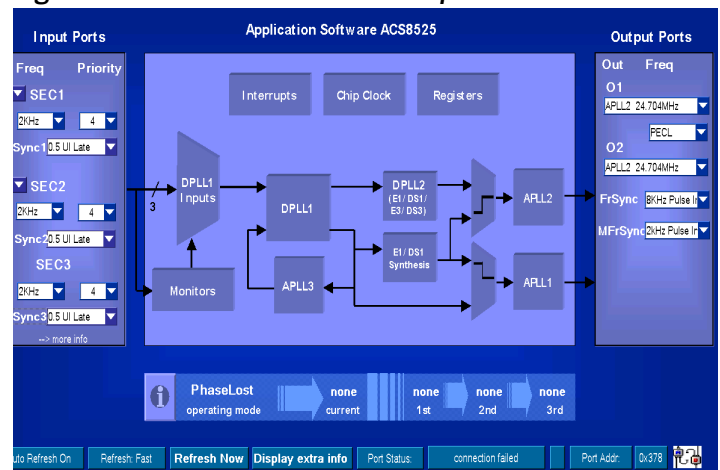 Application Software ACS8525
Input Ports
Freq Priority
SEC1
2KHz 4
Sync1 0.5 UI Late
SEC2
2KHz 4
Sync2 0.5 UI Late
SEC3
2KHz 4
Sync3 0.5 UI Late
--> more info
Interrupts
Chip Clock
Registers
DPLL1
Inputs
3
Monitors
DPLL1
APLL3
DPLL2
(E1/ DS1/
E3/ DS3)
E1/ DS1
Synthesis
APLL2
APLL1
Output Ports
Out Freq
O1
APLL2 24.704MHz
PECL
O2
APLL2 24.704MHz
FrSync 8KHz Pulse In
MFrSync 2kHz Pulse In
PhaseLost
operating mode
none
current
none
1st
none
2nd
none
3rd
uto Refresh On
Refresh: Fast
Refresh Now
Display extra info
Port Status:
connection failed
Port Addr:
0x378